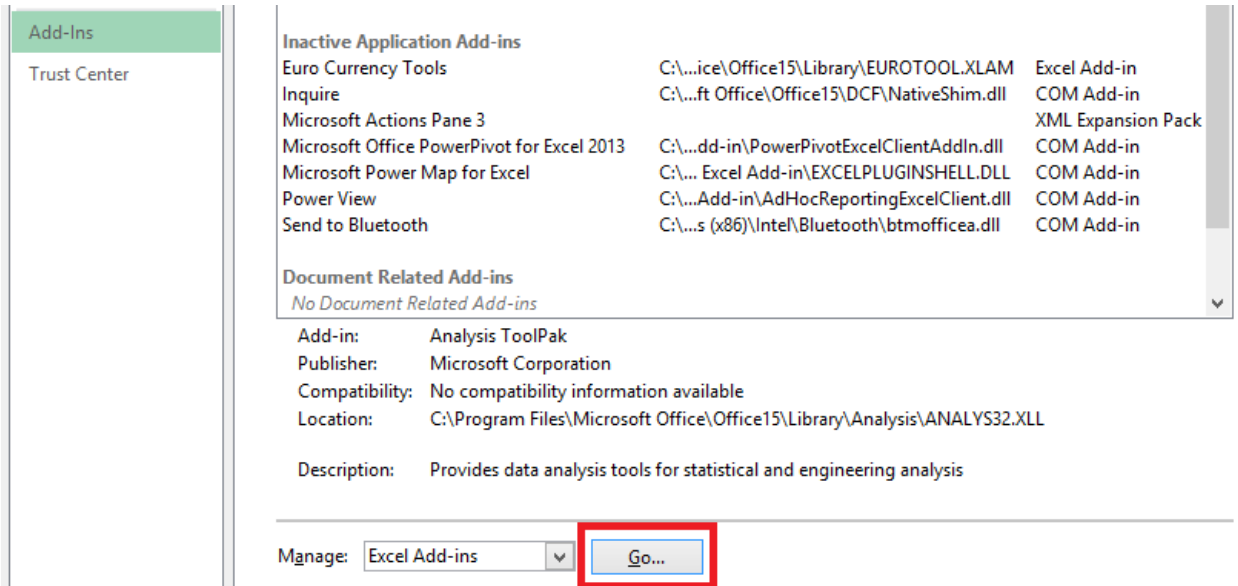 Add-Ins
Trust Center
Inactive Application Add-ins
Euro Currency Tools C:\...ice\Office15\Library\EUROTOOL.XLAM Excel Add-in
Inquire C:\...ft Office\Office15\DCF\NativeShim.dll COM Add-in
Microsoft Actions Pane 3 XML Expansion Pack
Microsoft Office PowerPivot for Excel 2013 C:\...dd-in\PowerPivotExcelClientAddIn.dll COM Add-in
Microsoft Power Map for Excel C:\... Excel Add-in\EXCELPLUGINSHELL.DLL COM Add-in
Power View C:\...Add-in\AdHocReportingExcelClient.dll COM Add-in
Send to Bluetooth C:\...s (x86)\Intel\Bluetooth\btmofficea.dll COM Add-in
Document Related Add-ins
No Document Related Add-ins
Add-in: Analysis ToolPak
Publisher: Microsoft Corporation
Compatibility: No compatibility information available
Location: C:\Program Files\Microsoft Office\Office15\Library\Analysis\ANALYS32.XLL
Description: Provides data analysis tools for statistical and engineering analysis
Manage: Excel Add-ins Go...